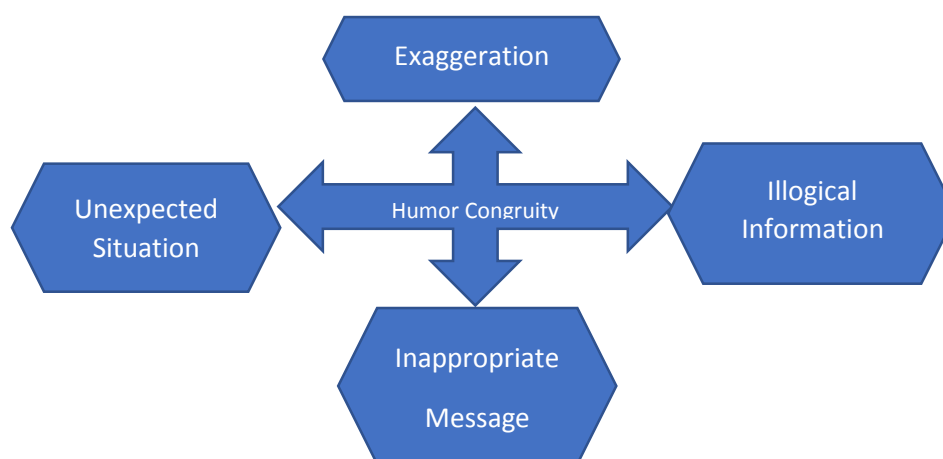 Exaggeration
Unexpected
Situation
Humor Congruity
Illogical
Information
Inappropriate
Message